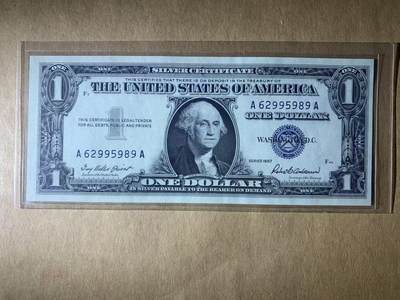 SILVER CERTIFICATE
THIS CERTIFIES THAT THERE IS ON DEPOSIT IN THE TREASURY OF
THE UNITED STATES OF AMERICA
A 62995989 A
ONE DOLLAR
THIS CERTIFICATE IS LEGAL TENDER
FOR ALL DEBTS, PUBLIC AND PRIVATE
WASHINGTON, D.C.
A 62995989 A
SERIES 1957
ONE DOLLAR
IN SILVER PAYABLE TO THE BEARER ON DEMAND
1
1
1
1